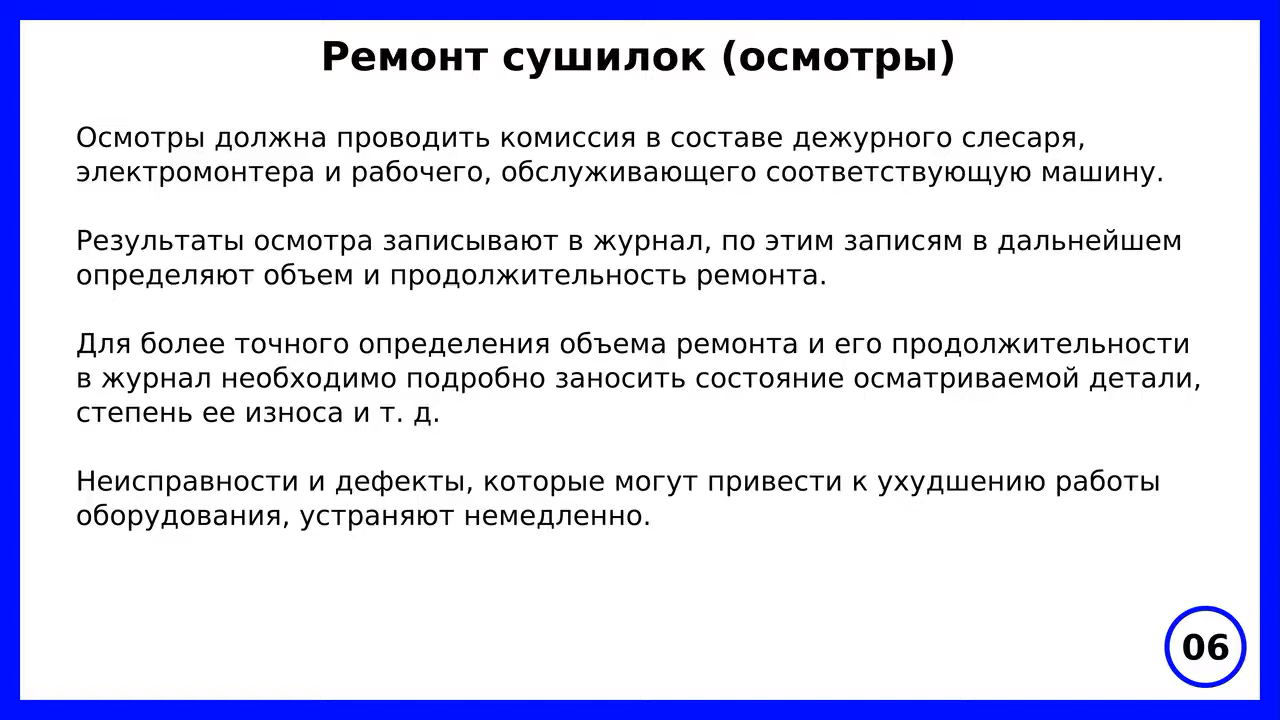 Ремонт сушилок (осмотры)
Осмотры должна проводить комиссия в составе дежурного слесаря,
электромонтера и рабочего, обслуживающего соответствующую машину.
Результаты осмотра записывают в журнал, по этим записям в дальнейшем
определяют объем и продолжительность ремонта.
Для более точного определения объема ремонта и его продолжительности
в журнал необходимо подробно заносить состояние осматриваемой детали,
степень ее износа и т. д.
Неисправности и дефекты, которые могут привести к ухудшению работы
оборудования, устраняют немедленно.
06